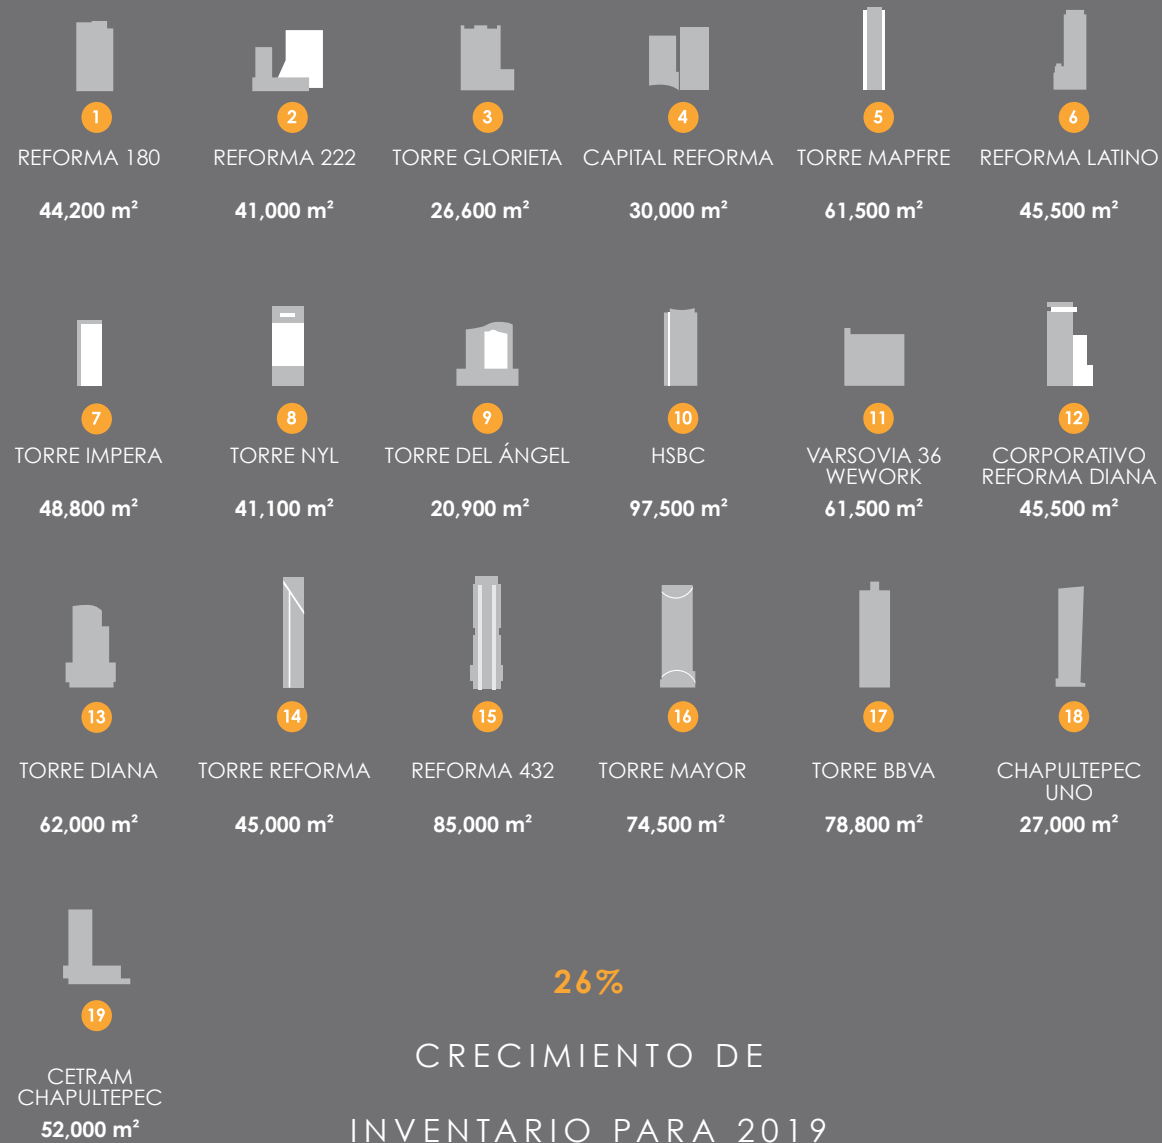 1
REFORMA 180
44,200 m²
2
REFORMA 222
41,000 m²
3
TORRE GLORIETA
26,600 m²
4
CAPITAL REFORMA
30,000 m²
5
TORRE MAPFRE
61,500 m²
6
REFORMA LATINO
45,500 m²
7
TORRE IMPERA
48,800 m²
8
TORRE NYL
41,100 m²
9
TORRE DEL ÁNGEL
20,900 m²
10
HSBC
97,500 m²
11
VARSOVIA 36
WEWORK
61,500 m²
12
CORPORATIVO
REFORMA DIANA
45,500 m²
13
TORRE DIANA
62,000 m²
14
TORRE REFORMA
45,000 m²
15
REFORMA 432
85,000 m²
16
TORRE MAYOR
74,500 m²
17
TORRE BBVA
78,800 m²
18
CHAPULTEPEC
UNO
27,000 m²
19
CETRAM
CHAPULTEPEC
52,000 m²
26%
CRECIMIENTO DE
INVENTARIO PARA 2019